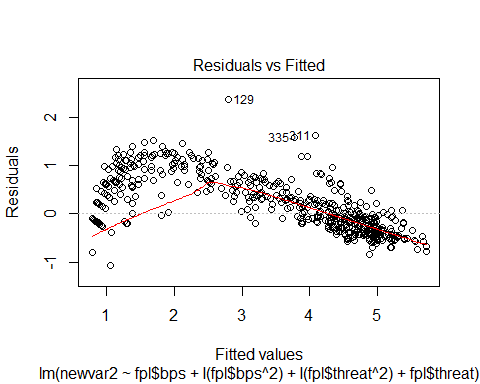 Residuals vs Fitted
Residuals
2
1
0
-1
129
335
311
1 2 3 4 5
Fitted values
lm(newvar2 ~ fpl$bps + I(fpl$bps^2) + I(fpl$threat^2) + fpl$threat)